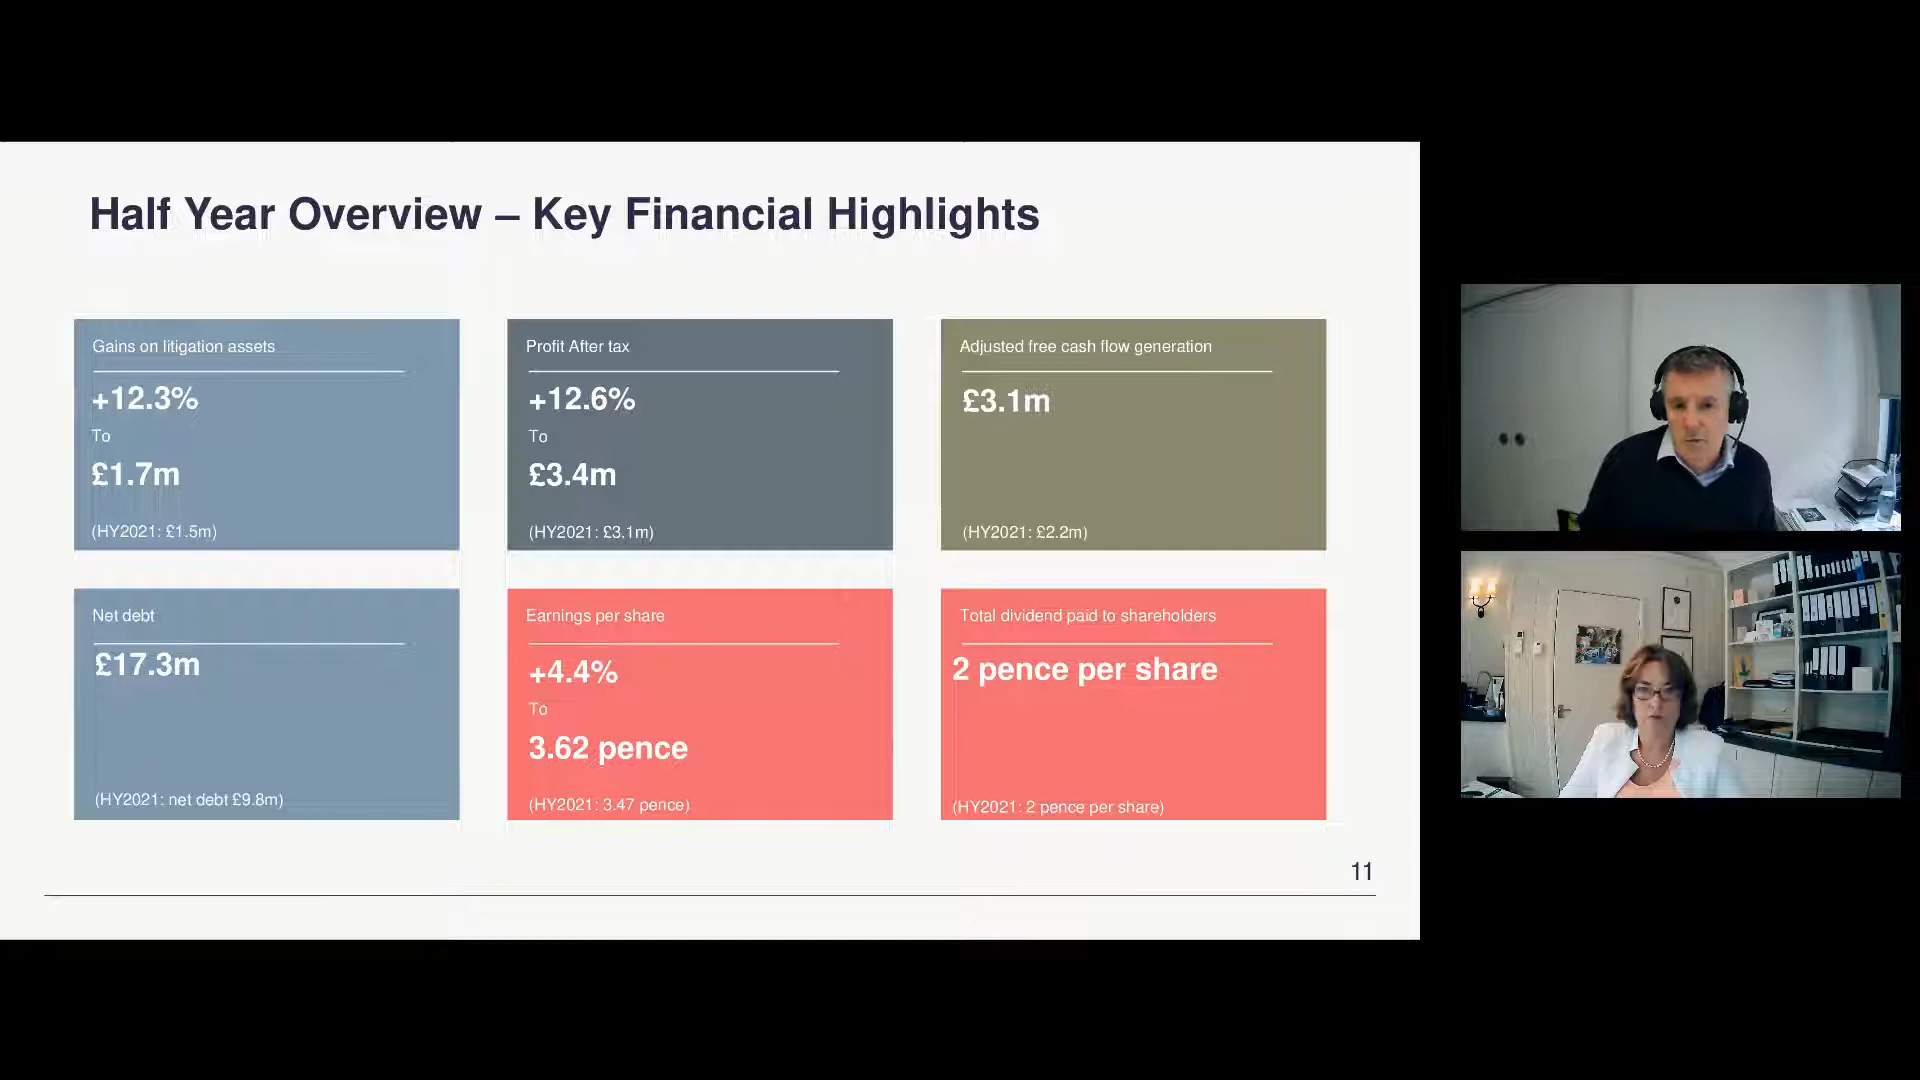 Half Year Overview – Key Financial Highlights
Gains on litigation assets
+12.3%
To
£1.7m
(HY2021: £1.5m)
Profit After tax
+12.6%
To
£3.4m
(HY2021: £3.1m)
Adjusted free cash flow generation
£3.1m
(HY2021: £2.2m)
Net debt
£17.3m
(HY2021: net debt £9.8m)
Earnings per share
+4.4%
To
3.62 pence
(HY2021: 3.47 pence)
Total dividend paid to shareholders
2 pence per share
(HY2021: 2 pence per share)
11